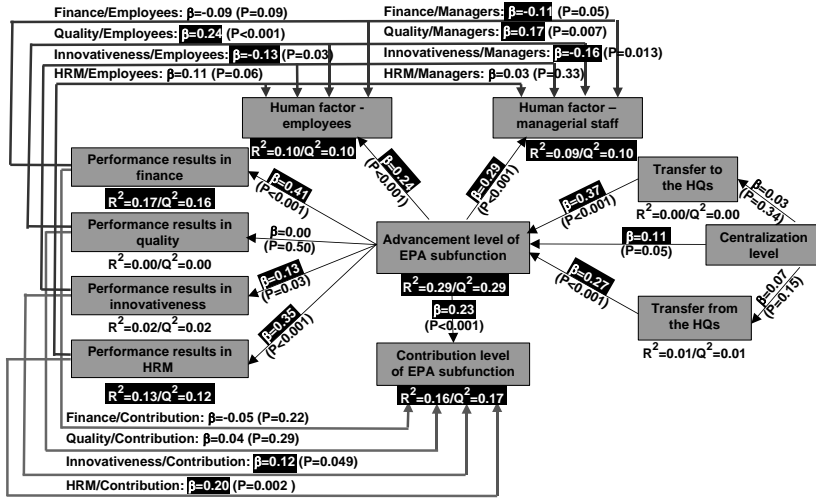 Finance/Employees: β=-0.09 (P=0.09)
Quality/Employees: β=0.24 (P<0.001)
Innovativeness/Employees: β=-0.13 (P=0.03)
HRM/Employees: β=0.11 (P=0.06)
Finance/Managers: β=-0.11 (P=0.05)
Quality/Managers: β=0.17 (P=0.007)
Innovativeness/Managers: β=-0.16 (P=0.013)
HRM/Managers: β=0.03 (P=0.33)
Human factor -
employees
R²=0.10/Q²=0.10
Human factor –
managerial staff
R²=0.09/Q²=0.10
Performance results in
finance
R²=0.17/Q²=0.16
Performance results in
quality
R²=0.00/Q²=0.00
Performance results in
innovativeness
R²=0.02/Q²=0.02
Performance results in
HRM
R²=0.13/Q²=0.12
β=0.24
(P<0.001)
β=0.29
(P<0.001)
β=0.41
(P<0.001)
β=0.00
(P=0.50)
β=0.13
(P=0.03)
β=0.35
(P<0.001)
Advancement level of
EPA subfunction
R²=0.29/Q²=0.29
β=0.23
(P<0.001)
Contribution level
of EPA subfunction
R²=0.16/Q²=0.17
β=0.37
(P<0.001)
β=0.11
(P=0.05)
β=0.27
(P<0.001)
Transfer to
the HQs
R²=0.00/Q²=0.00
β=0.03
(P=0.34)
Centralization
level
β=0.07
(P=0.15)
Transfer from
the HQs
R²=0.01/Q²=0.01
Finance/Contribution: β=-0.05 (P=0.22)
Quality/Contribution: β=0.04 (P=0.29)
Innovativeness/Contribution: β=0.12 (P=0.049)
HRM/Contribution: β=0.20 (P=0.002 )